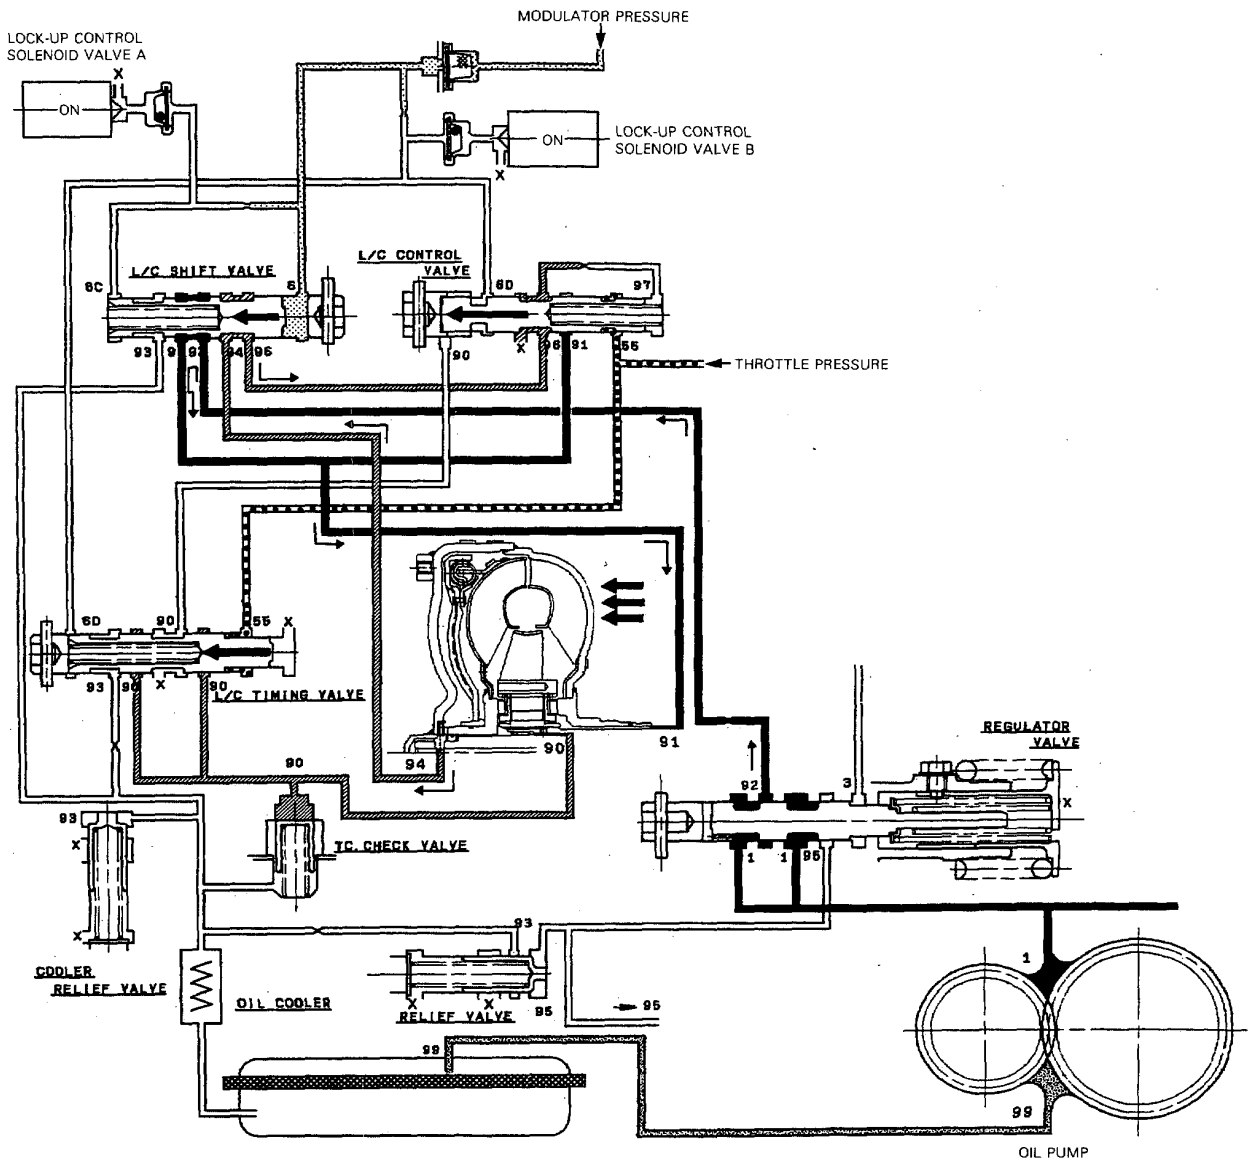 MODULATOR PRESSURE
LOCK-UP CONTROL
SOLENOID VALVE A
X
ON
ON
LOCK-UP CONTROL
SOLENOID VALVE B
X
L/C SHIFT VALVE
L/C CONTROL
VALVE
6C
6
6D
97
93
94
96
90
X
96
91
55
THROTTLE PRESSURE
6D
90
55
X
93
90
X
90
L/C TIMING VALVE
94
90
91
90
92
3
REGULATOR
VALVE
X
93
X
TC.CHECK VALVE
1
1
95
X
COOLER
RELIEF VALVE
OIL COOLER
93
X
X
95
RELIEF VALVE
95
1
99
99
OIL PUMP